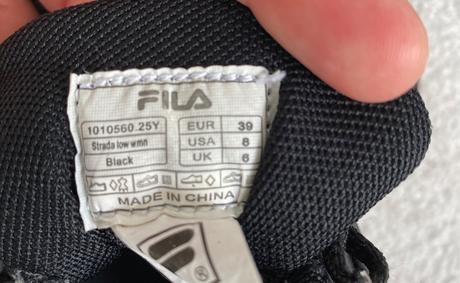 FILA
1010560.25Y
Strada low wmn
Black
EUR 39
USA 8
UK 6
MADE IN CHINA
®